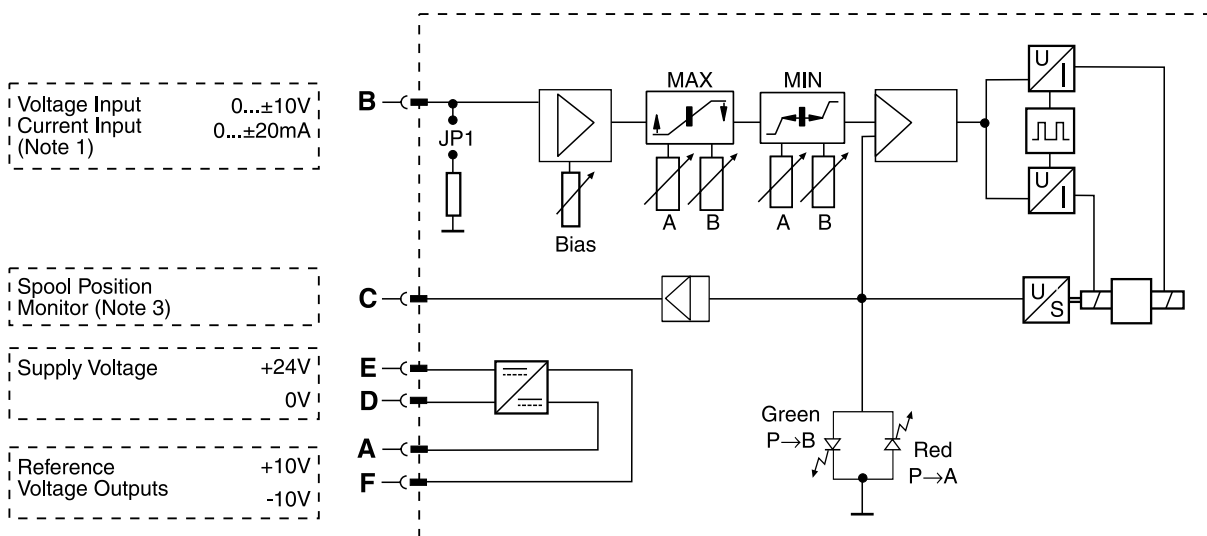 Voltage Input 0...±10V
Current Input 0...±20mA
(Note 1)
B
JP1
Bias
MAX
A B
MIN
A B
U
I
U
I
Spool Position
Monitor (Note 3)
C
U
S
Supply Voltage +24V
0V
E
D
Reference +10V
Voltage Outputs
-10V
A
F
Green
P→B
Red
P→A